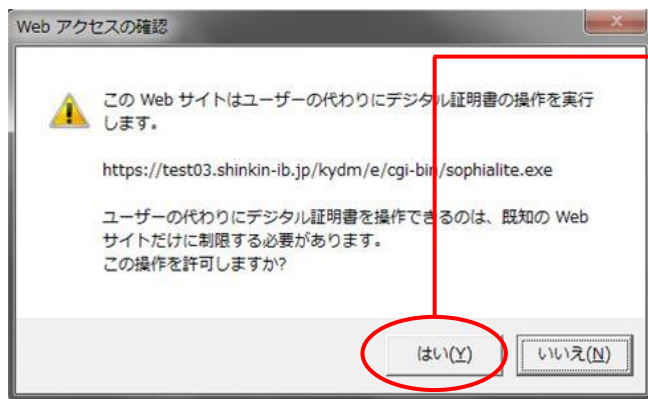 Web アクセスの確認
この Web サイトはユーザーの代わりにデジタル証明書の操作を実行
します。
https://test03.shinkin-ib.jp/kydm/e/cgi-bin/sophialite.exe
ユーザーの代わりにデジタル証明書を操作できるのは、既知の Web
サイトだけに制限する必要があります。
この操作を許可しますか?
はい(Y) いいえ(N)